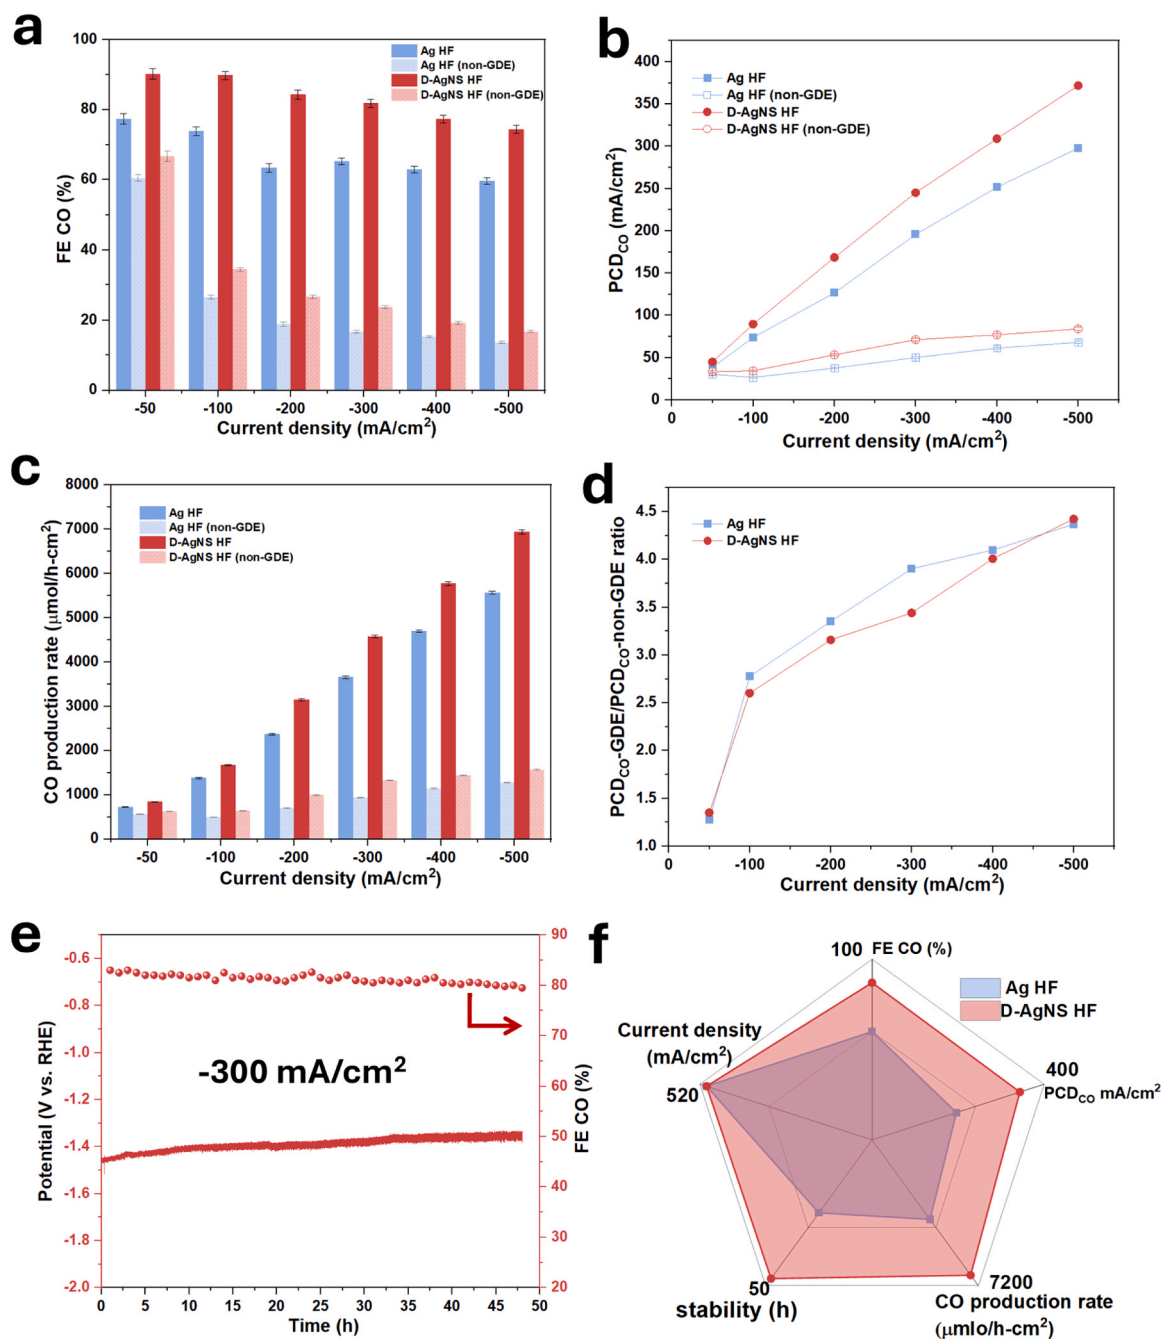 a
FE CO (%)
100
80
60
40
20
0
Ag HF
Ag HF (non-GDE)
D-AgNS HF
D-AgNS HF (non-GDE)
-50 -100 -200 -300 -400 -500
Current density (mA/cm²)
b
PCD_CO (mA/cm²)
400
350
300
250
200
150
100
50
0
Ag HF
Ag HF (non-GDE)
D-AgNS HF
D-AgNS HF (non-GDE)
0 -100 -200 -300 -400 -500
Current density (mA/cm²)
c
CO production rate (μmol/h-cm²)
8000
7000
6000
5000
4000
3000
2000
1000
0
Ag HF
Ag HF (non-GDE)
D-AgNS HF
D-AgNS HF (non-GDE)
-50 -100 -200 -300 -400 -500
Current density (mA/cm²)
d
PCD_CO-GDE/PCD_CO-non-GDE ratio
4.5
4.0
3.5
3.0
2.5
2.0
1.5
1.0
Ag HF
D-AgNS HF
0 -100 -200 -300 -400 -500
Current density (mA/cm²)
e
Potential (V vs. RHE)
-0.6
-0.8
-1.0
-1.2
-1.4
-1.6
-1.8
-2.0
-300 mA/cm²
90
80
70
60
50
40
30
20
FE CO (%)
0 5 10 15 20 25 30 35 40 45 50
Time (h)
f
100 FE CO (%)
Ag HF
D-AgNS HF
Current density
(mA/cm²)
520
400
PCD_CO mA/cm²
50
stability (h)
7200
CO production rate
(μmlo/h-cm²)